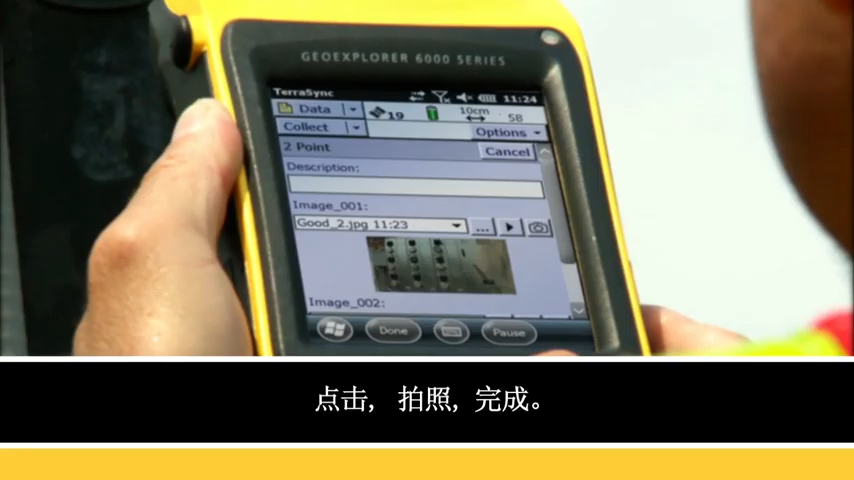 GEOEXPLORER 6000 SERIES
TerraSync 11:24
Data 19 10cm 58
Collect Options
2 Point Cancel
Description:
Image_001:
Good_2.jpg 11:23 ...
Image_002:
Done Pause
点击, 拍照, 完成。